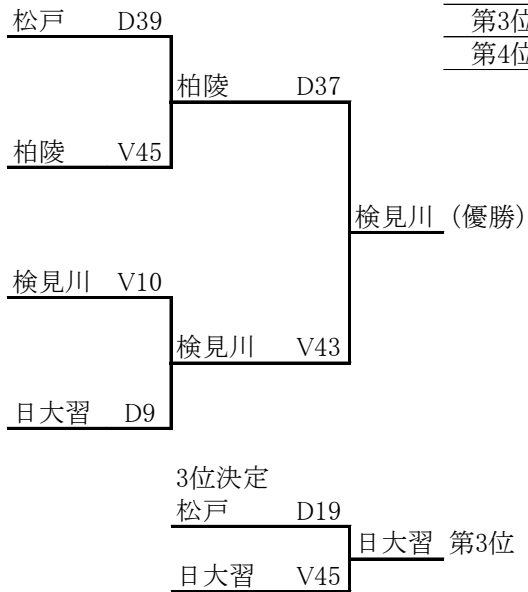 松戸 D39
第3位
第4位
柏陵 D37
柏陵 V45
検見川 (優勝)
検見川 V10
検見川 V43
日大習 D9
3位決定
松戸 D19
日大習 第3位
日大習 V45